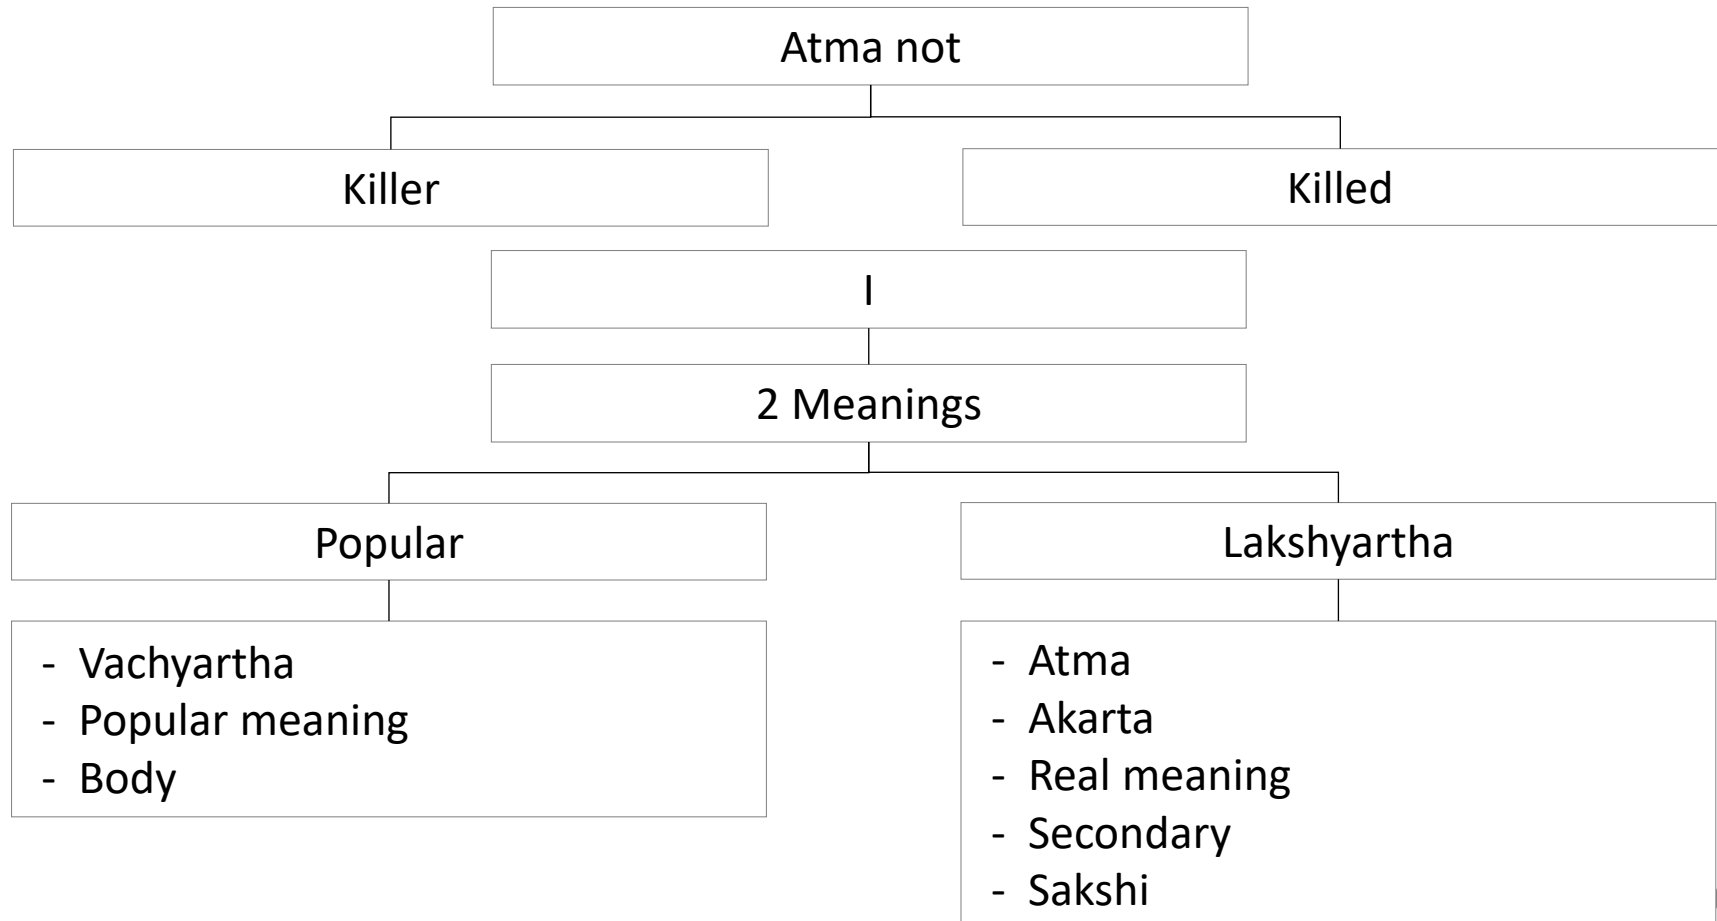 Atma not
Killer
Killed
I
2 Meanings
Popular
Lakshyartha
- Vachyartha
- Popular meaning
- Body
- Atma
- Akarta
- Real meaning
- Secondary
- Sakshi